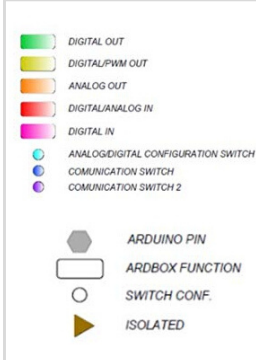 DIGITAL OUT
DIGITAL/PWM OUT
ANALOG OUT
DIGITAL/ANALOG IN
DIGITAL IN
ANALOG/DIGITAL CONFIGURATION SWITCH
COMUNICATION SWITCH
COMUNICATION SWITCH 2
ARDUINO PIN
ARDBOX FUNCTION
SWITCH CONF.
ISOLATED